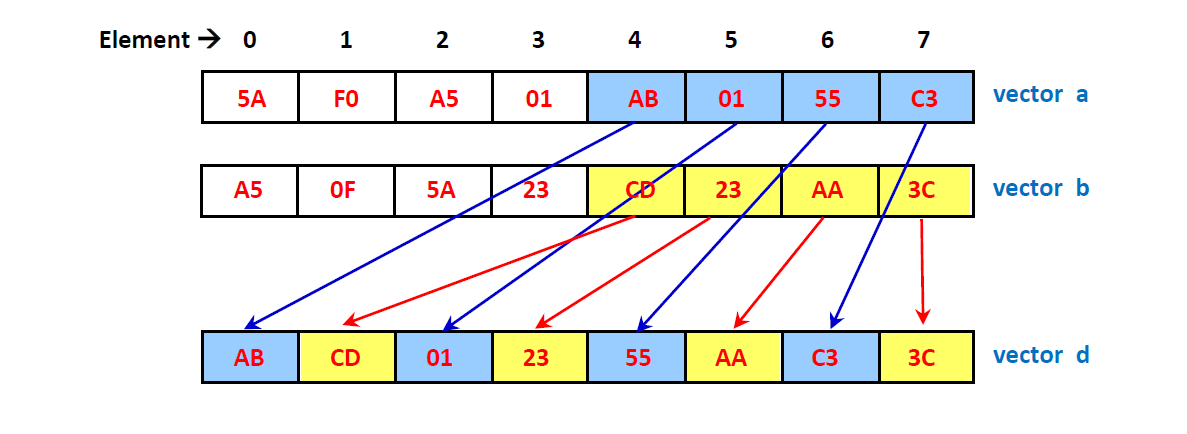 Element → 0 1 2 3 4 5 6 7
5A F0 A5 01 AB 01 55 C3 vector a
A5 0F 5A 23 CD 23 AA 3C vector b
AB CD 01 23 55 AA C3 3C vector d